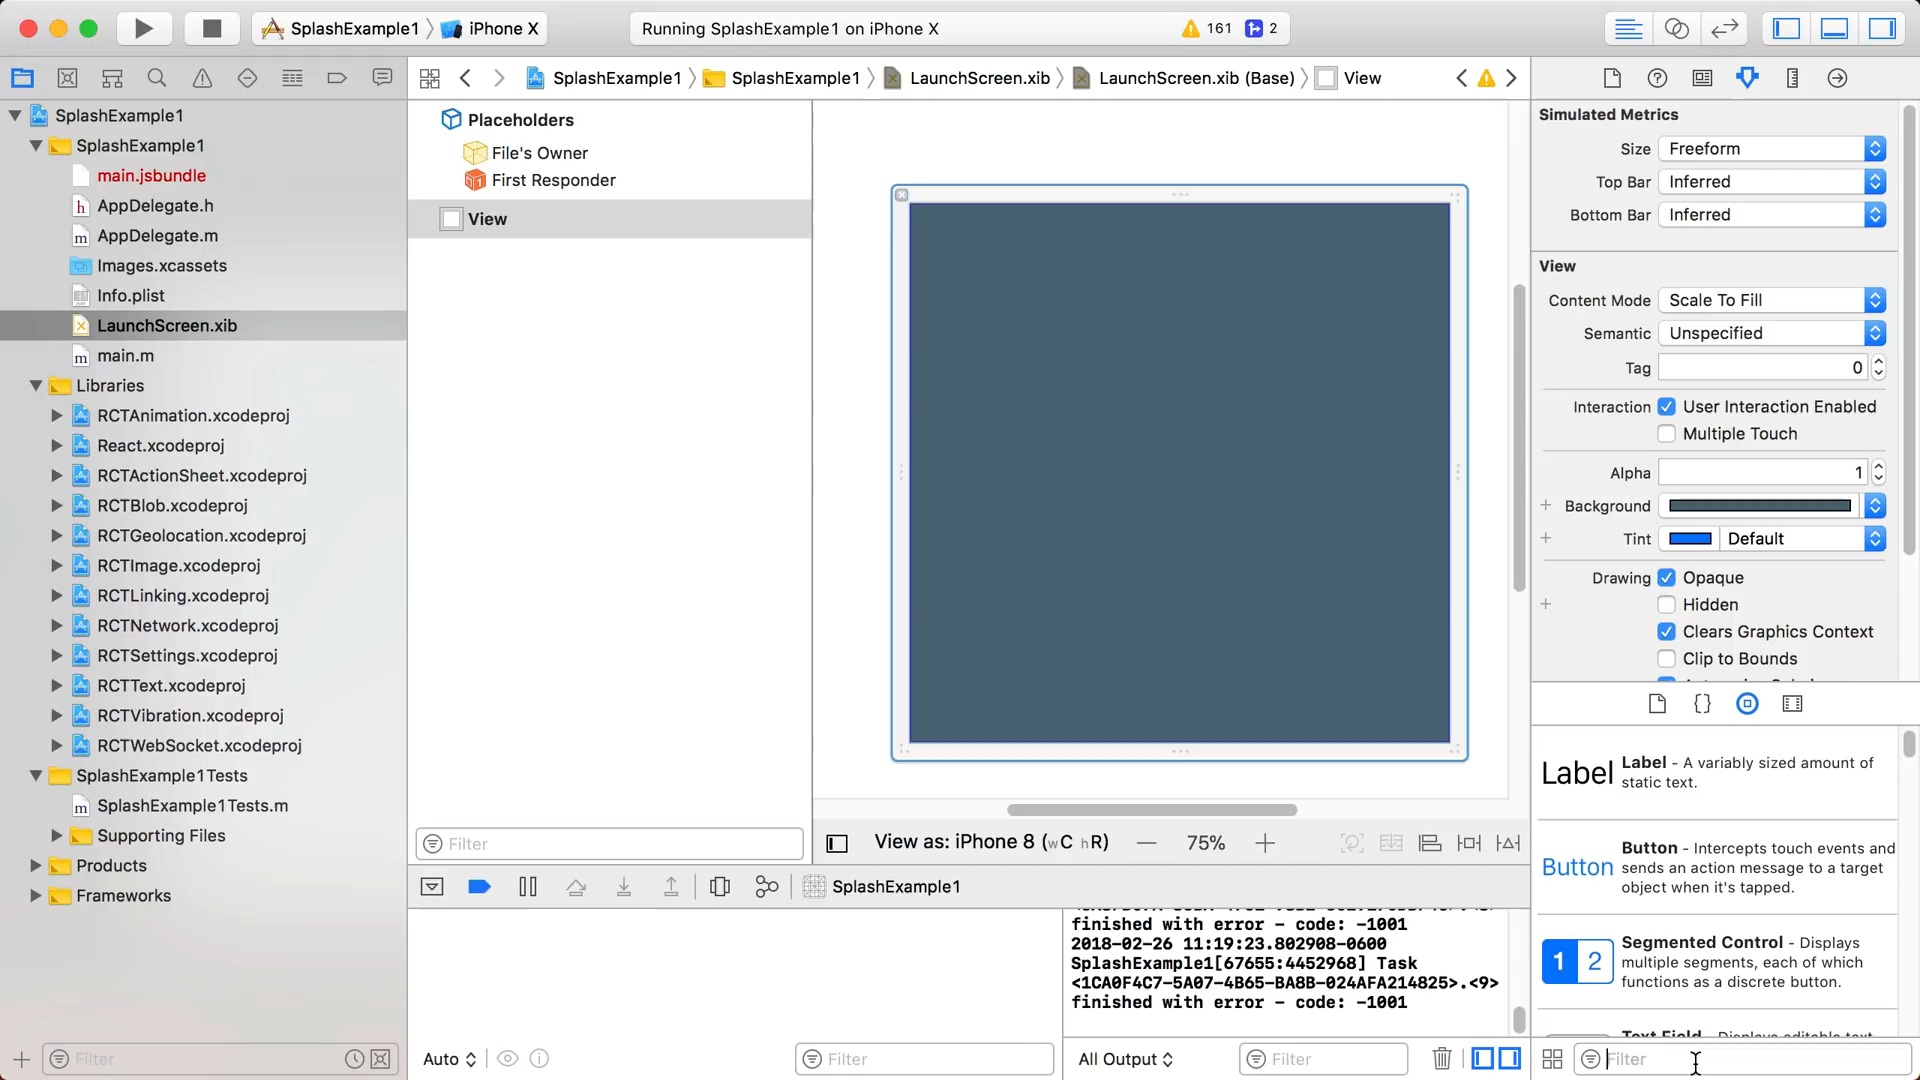 SplashExample1 iPhone X
Running SplashExample1 on iPhone X
161 2
SplashExample1
SplashExample1
main.jsbundle
AppDelegate.h
AppDelegate.m
Images.xcassets
Info.plist
LaunchScreen.xib
main.m
Libraries
RCTAnimation.xcodeproj
React.xcodeproj
RCTActionSheet.xcodeproj
RCTBlob.xcodeproj
RCTGeolocation.xcodeproj
RCTImage.xcodeproj
RCTLinking.xcodeproj
RCTNetwork.xcodeproj
RCTSettings.xcodeproj
RCTText.xcodeproj
RCTVibration.xcodeproj
RCTWebSocket.xcodeproj
SplashExample1Tests
SplashExample1Tests.m
Supporting Files
Products
Frameworks
Filter
SplashExample1 SplashExample1 LaunchScreen.xib LaunchScreen.xib (Base) View
Placeholders
File's Owner
First Responder
View
Filter
View as: iPhone 8 (wC hR) — 75% +
SplashExample1
finished with error - code: -1001
2018-02-26 11:19:23.802908-0600
SplashExample1[67655:4452968] Task
<1CA0F4C7-5A07-4B65-BA8B-024AFA214825>.<9>
finished with error - code: -1001
Auto
Filter
All Output
Filter
Simulated Metrics
Size Freeform
Top Bar Inferred
Bottom Bar Inferred
View
Content Mode Scale To Fill
Semantic Unspecified
Tag 0
Interaction User Interaction Enabled
Multiple Touch
Alpha 1
+ Background
+ Tint Default
Drawing Opaque
+ Hidden
Clears Graphics Context
Clip to Bounds
{}
Label Label - A variably sized amount of
static text.
Button - Intercepts touch events and
Button sends an action message to a target
object when it's tapped.
Segmented Control - Displays
1 2 multiple segments, each of which
functions as a discrete button.
Text Field - Displays editable text
Filter